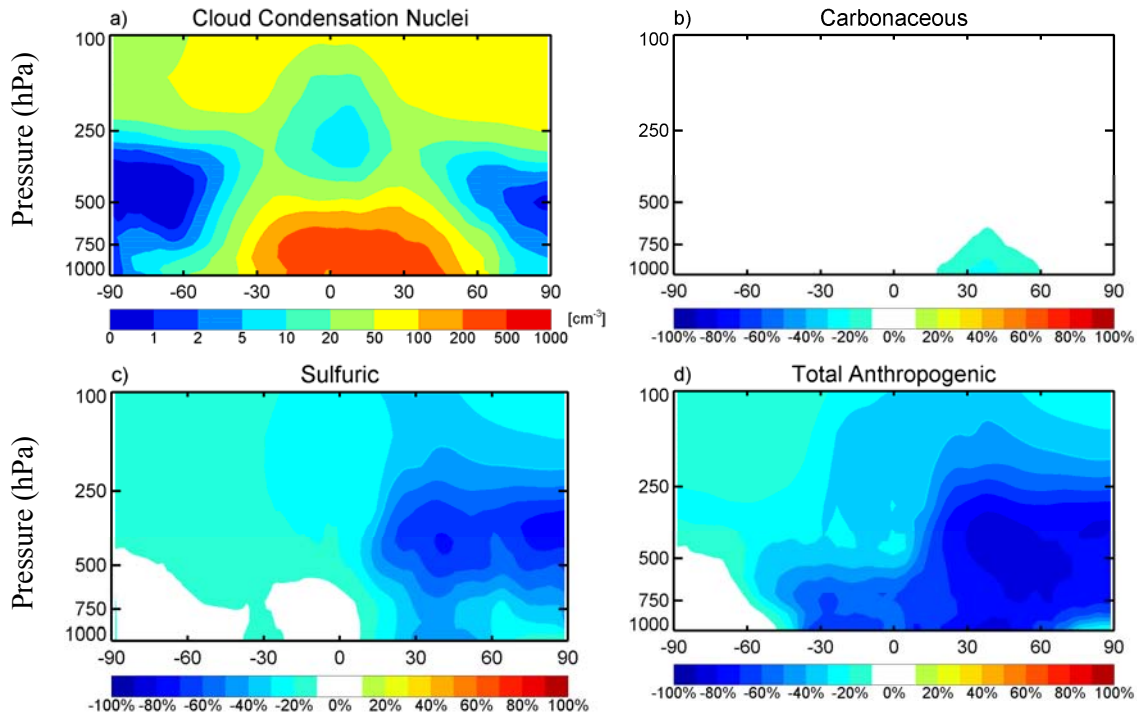 a) Cloud Condensation Nuclei
b) Carbonaceous
Pressure (hPa)
100
250
500
750
1000
-90 -60 -30 0 30 60 90
0 1 2 5 10 20 50 100 200 500 1000 [cm⁻³]
100
250
500
750
1000
-90 -60 -30 0 30 60 90
-100% -80% -60% -40% -20% 0% 20% 40% 60% 80% 100%
c) Sulfuric
d) Total Anthropogenic
Pressure (hPa)
100
250
500
750
1000
-90 -60 -30 0 30 60 90
-100% -80% -60% -40% -20% 0% 20% 40% 60% 80% 100%
100
250
500
750
1000
-90 -60 -30 0 30 60 90
-100% -80% -60% -40% -20% 0% 20% 40% 60% 80% 100%